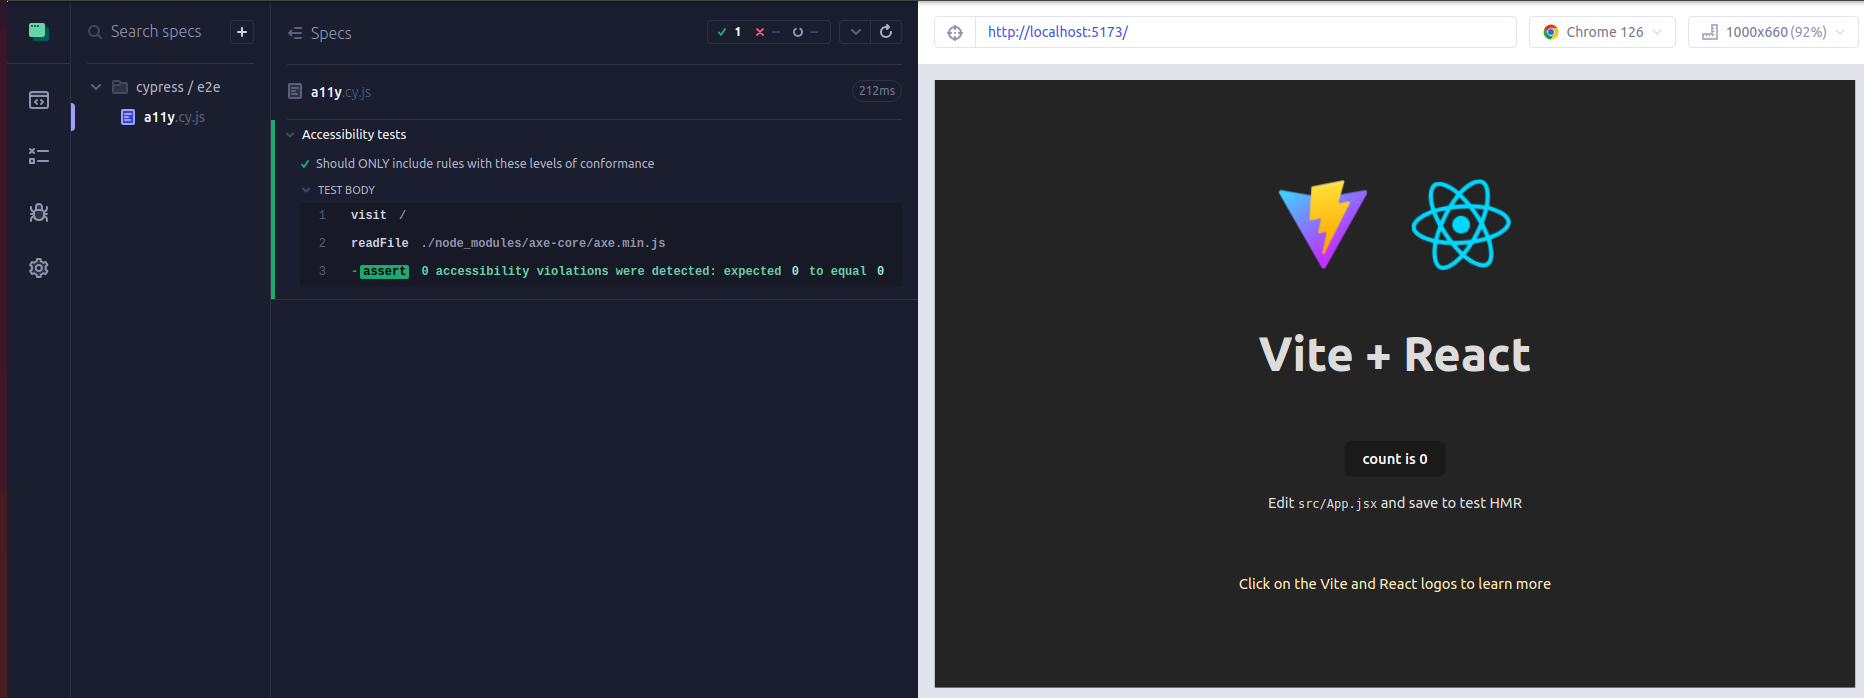 Search specs
+
cypress / e2e
a11y.cy.js
Specs
1 -- --
a11y.cy.js
212ms
Accessibility tests
Should ONLY include rules with these levels of conformance
TEST BODY
1 visit /
2 readFile ./node_modules/axe-core/axe.min.js
3 -assert 0 accessibility violations were detected: expected 0 to equal 0
http://localhost:5173/
Chrome 126
1000x660 (92%)
Vite + React
count is 0
Edit src/App.jsx and save to test HMR
Click on the Vite and React logos to learn more